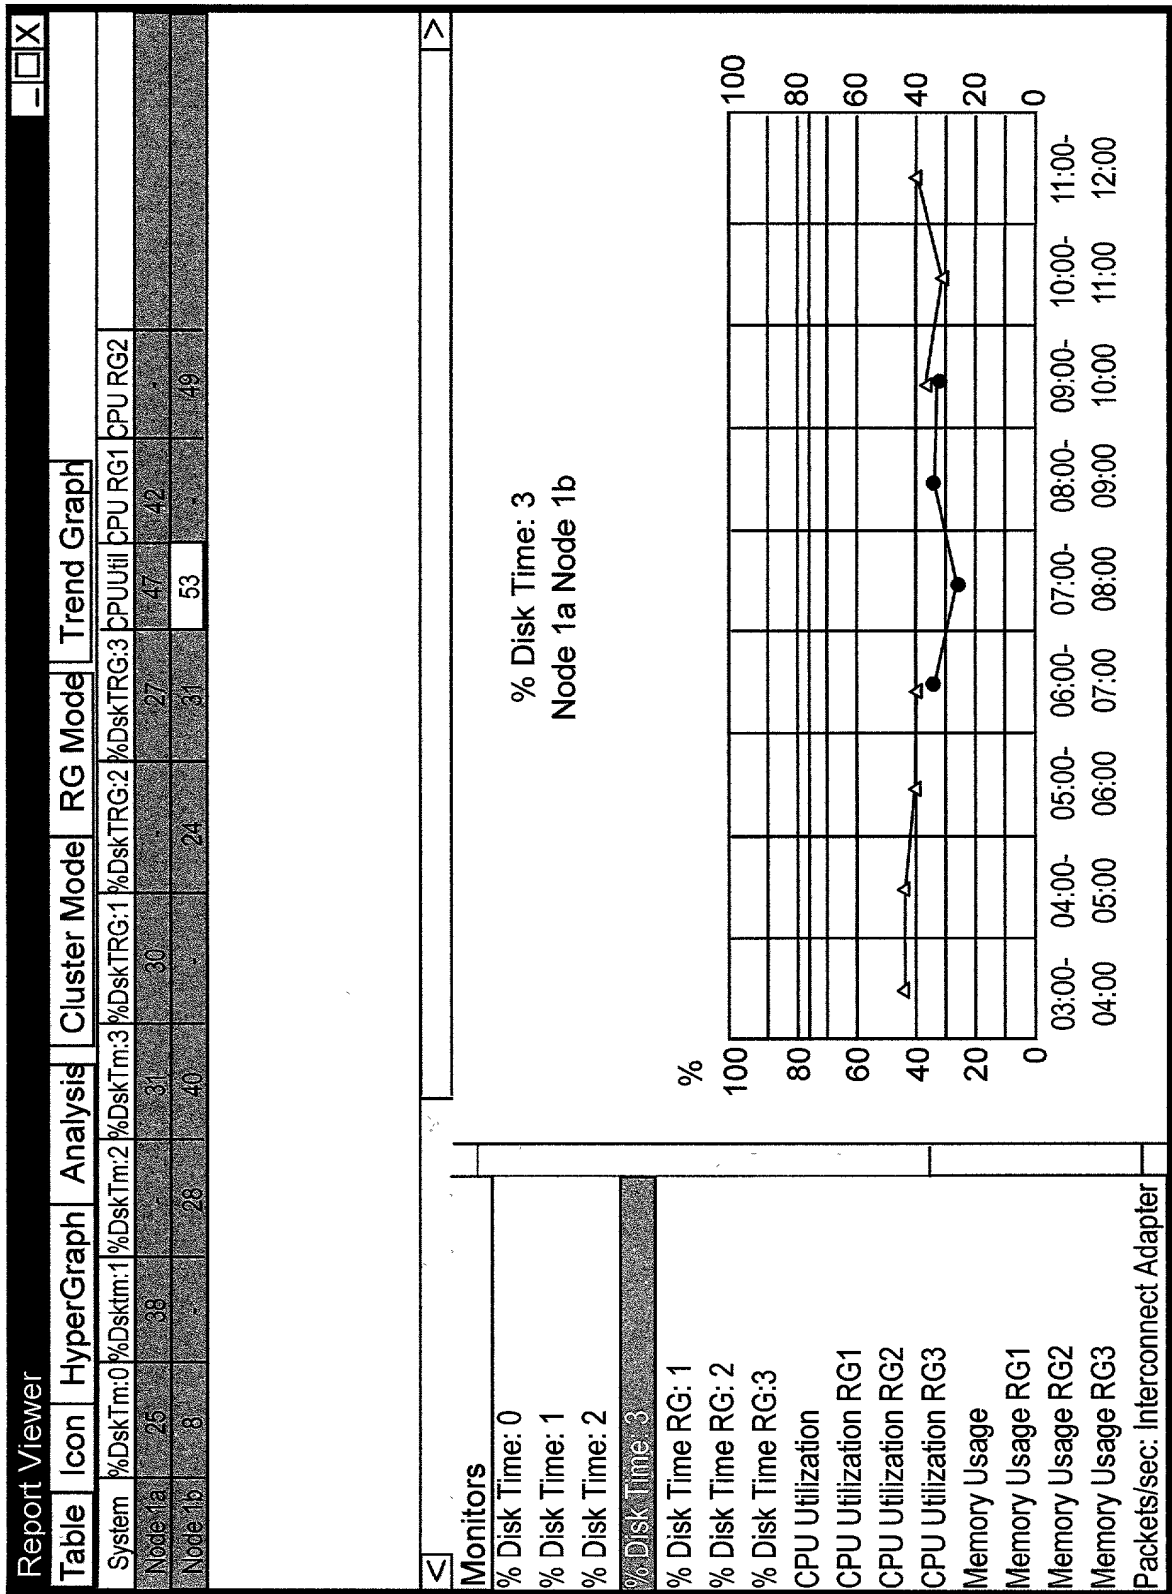 Report Viewer _ □ X
Table Icon HyperGraph Analysis Cluster Mode RG Mode Trend Graph
System %DskTm:0 %Dsktm:1 %DskTm:2 %DskTm:3 %DskTRG:1 %DskTRG:2 %DskTRG:3 CPUUtil CPU RG1 CPU RG2
Node 1a 25 38 - 31 30 - 27 47 42 -
Node 1b 8 - 28 40 - 24 31 53 - 49
< >
Monitors
% Disk Time: 0
% Disk Time: 1
% Disk Time: 2
% Disk Time: 3
% Disk Time RG: 1
% Disk Time RG: 2
% Disk Time RG:3
CPU Utilization
CPU Utilization RG1
CPU Utilization RG2
CPU Utilization RG3
Memory Usage
Memory Usage RG1
Memory Usage RG2
Memory Usage RG3
Packets/sec: Interconnect Adapter
% Disk Time: 3
Node 1a Node 1b
%
100 100
80 80
60 60
40 40
20 20
0 0
03:00- 04:00- 05:00- 06:00- 07:00- 08:00- 09:00- 10:00- 11:00-
04:00 05:00 06:00 07:00 08:00 09:00 10:00 11:00 12:00